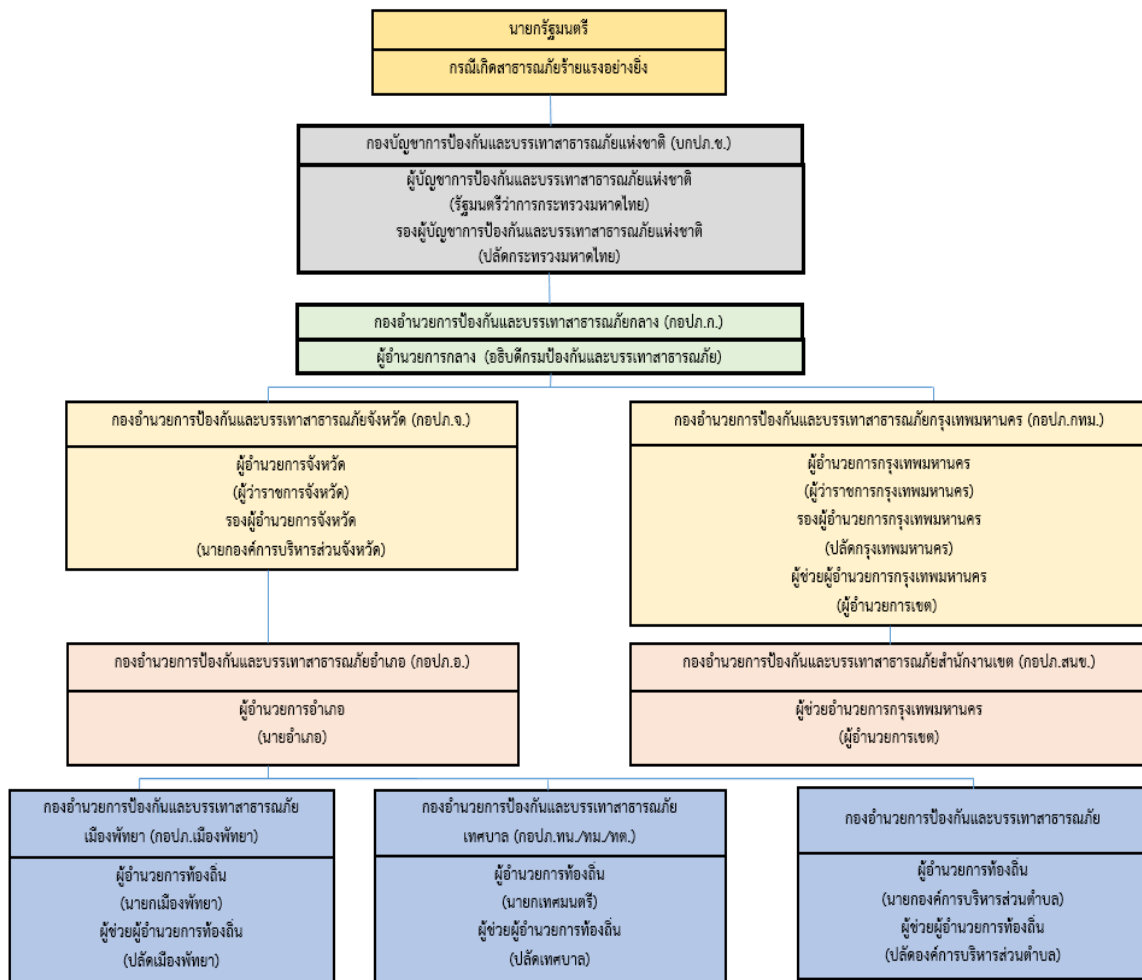 นายกรัฐมนตรี
กรณีเกิดสาธารณภัยร้ายแรงอย่างยิ่ง
กองบัญชาการป้องกันและบรรเทาสาธารณภัยแห่งชาติ (บกปภ.ช.)
ผู้บัญชาการป้องกันและบรรเทาสาธารณภัยแห่งชาติ
(รัฐมนตรีว่าการกระทรวงมหาดไทย)
รองผู้บัญชาการป้องกันและบรรเทาสาธารณภัยแห่งชาติ
(ปลัดกระทรวงมหาดไทย)
กองอำนวยการป้องกันและบรรเทาสาธารณภัยกลาง (กอปภ.ก.)
ผู้อำนวยการกลาง (อธิบดีกรมป้องกันและบรรเทาสาธารณภัย)
กองอำนวยการป้องกันและบรรเทาสาธารณภัยจังหวัด (กอปภ.จ.)
ผู้อำนวยการจังหวัด
(ผู้ว่าราชการจังหวัด)
รองผู้อำนวยการจังหวัด
(นายกองค์การบริหารส่วนจังหวัด)
กองอำนวยการป้องกันและบรรเทาสาธารณภัยกรุงเทพมหานคร (กอปภ.กทม.)
ผู้อำนวยการกรุงเทพมหานคร
(ผู้ว่าราชการกรุงเทพมหานคร)
รองผู้อำนวยการกรุงเทพมหานคร
(ปลัดกรุงเทพมหานคร)
ผู้ช่วยผู้อำนวยการกรุงเทพมหานคร
(ผู้อำนวยการเขต)
กองอำนวยการป้องกันและบรรเทาสาธารณภัยอำเภอ (กอปภ.อ.)
ผู้อำนวยการอำเภอ
(นายอำเภอ)
กองอำนวยการป้องกันและบรรเทาสาธารณภัยสำนักงานเขต (กอปภ.สนข.)
ผู้ช่วยอำนวยการกรุงเทพมหานคร
(ผู้อำนวยการเขต)
กองอำนวยการป้องกันและบรรเทาสาธารณภัย
เมืองพัทยา (กอปภ.เมืองพัทยา)
ผู้อำนวยการท้องถิ่น
(นายกเมืองพัทยา)
ผู้ช่วยผู้อำนวยการท้องถิ่น
(ปลัดเมืองพัทยา)
กองอำนวยการป้องกันและบรรเทาสาธารณภัย
เทศบาล (กอปภ.ทน./ทม./ทต.)
ผู้อำนวยการท้องถิ่น
(นายกเทศมนตรี)
ผู้ช่วยผู้อำนวยการท้องถิ่น
(ปลัดเทศบาล)
กองอำนวยการป้องกันและบรรเทาสาธารณภัย
ผู้อำนวยการท้องถิ่น
(นายกองค์การบริหารส่วนตำบล)
ผู้ช่วยผู้อำนวยการท้องถิ่น
(ปลัดองค์การบริหารส่วนตำบล)